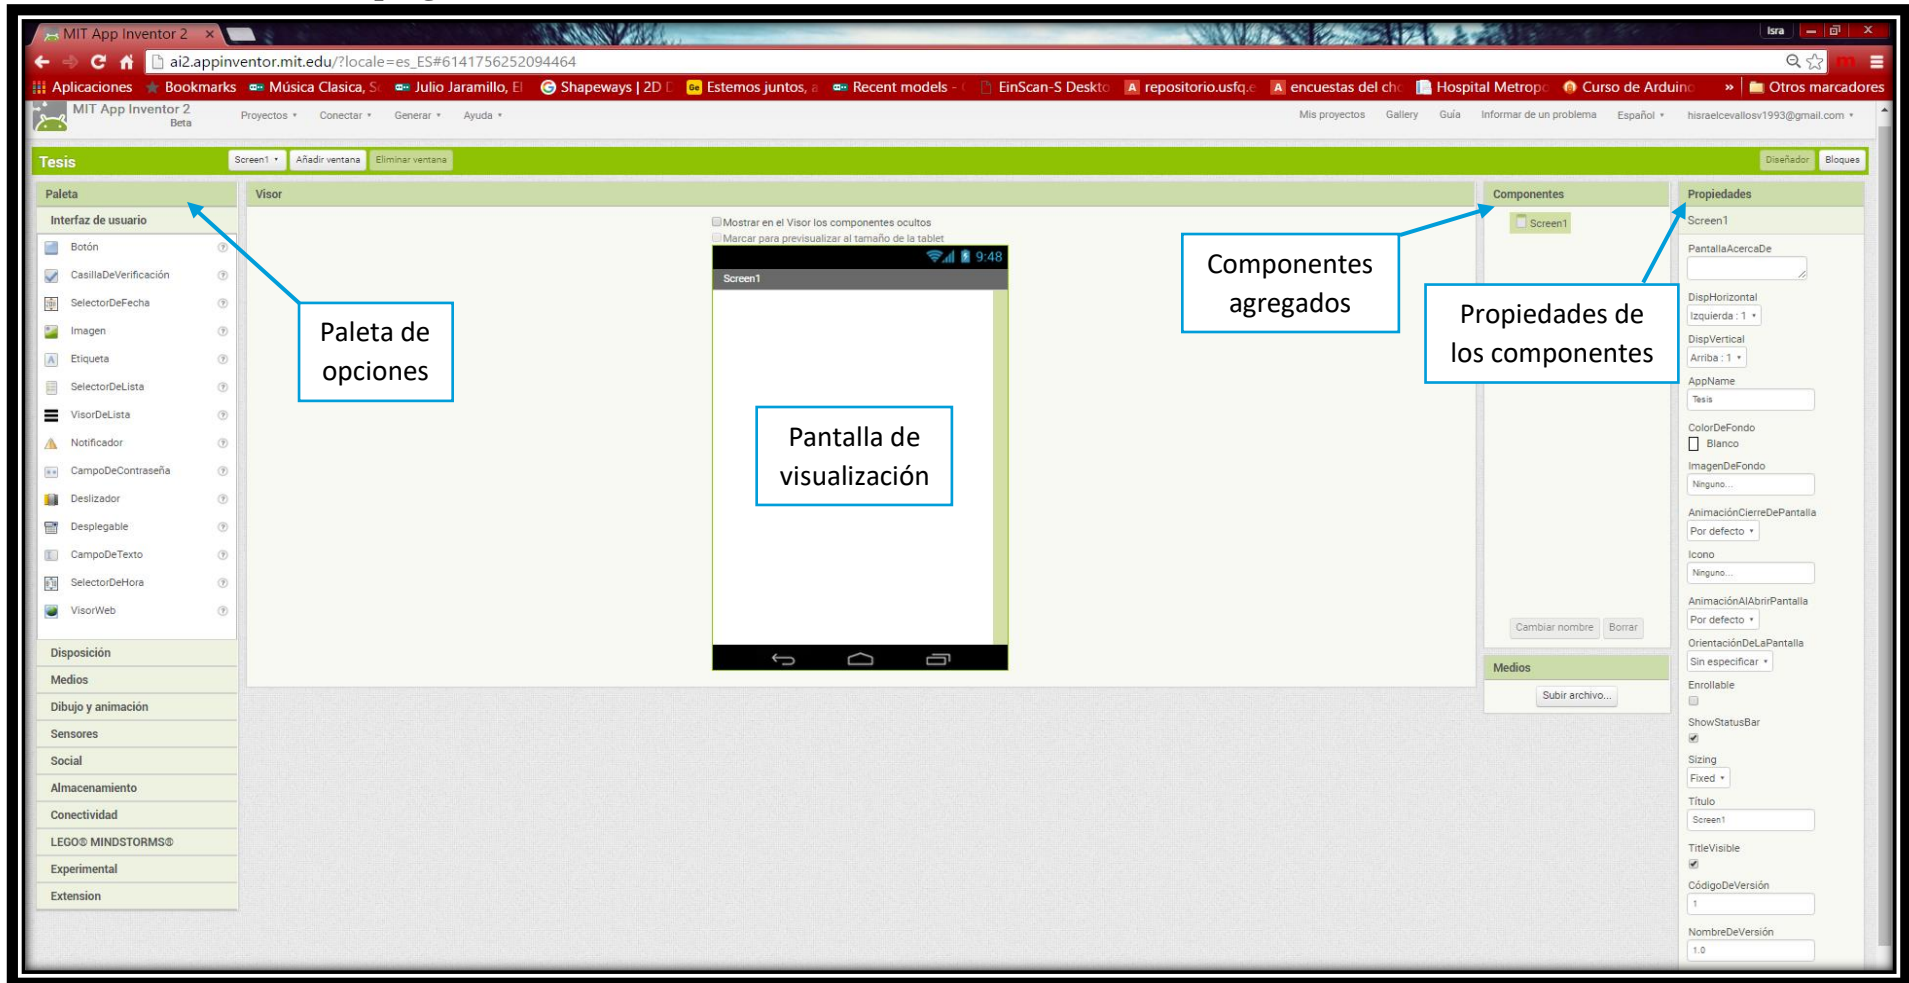 MIT App Inventor 2
Isra
ai2.appinventor.mit.edu/?locale=es_ES#6141756252094464
Aplicaciones Bookmarks Música Clasica, Julio Jaramillo, El Shapeways | 2D Estemos juntos, a Recent models - EinScan-S Deskto repositorio.usfq.e encuestas del Hospital Metrop Curso de Arduin » Otros marcadores
MIT App Inventor 2
Beta
Proyectos Conectar Generar Ayuda
Mis proyectos Gallery Guía Informar de un problema Español hisraelcevallosv1993@gmail.com
Tesis
Screen1 Añadir ventana Eliminar ventana
Diseñador Bloques
Paleta
Interfaz de usuario
Botón
CasillaDeVerificación
SelectorDeFecha
Imagen
Etiqueta
SelectorDeLista
VisorDeLista
Notificador
CampoDeContraseña
Deslizador
Desplegable
CampoDeTexto
SelectorDeHora
VisorWeb
Disposición
Medios
Dibujo y animación
Sensores
Social
Almacenamiento
Conectividad
LEGO® MINDSTORMS®
Experimental
Extension
Paleta de
opciones
Visor
Mostrar en el Visor los componentes ocultos
Marcar para previsualizar al tamaño de la tablet
9:48
Screen1
Pantalla de
visualización
Componentes
agregados
Componentes
Screen1
Cambiar nombre Borrar
Medios
Subir archivo...
Propiedades de
los componentes
Propiedades
Screen1
PantallaAcercaDe
DispHorizontal
Izquierda : 1
DispVertical
Arriba : 1
AppName
Tesis
ColorDeFondo
Blanco
ImagenDeFondo
Ninguno...
AnimaciónCierreDePantalla
Por defecto
Icono
Ninguno...
AnimaciónAlAbrirPantalla
Por defecto
OrientaciónDeLaPantalla
Sin especificar
Enrollable
ShowStatusBar
Sizing
Fixed
Título
Screen1
TitleVisible
CódigoDeVersión
1
NombreDeVersión
1.0